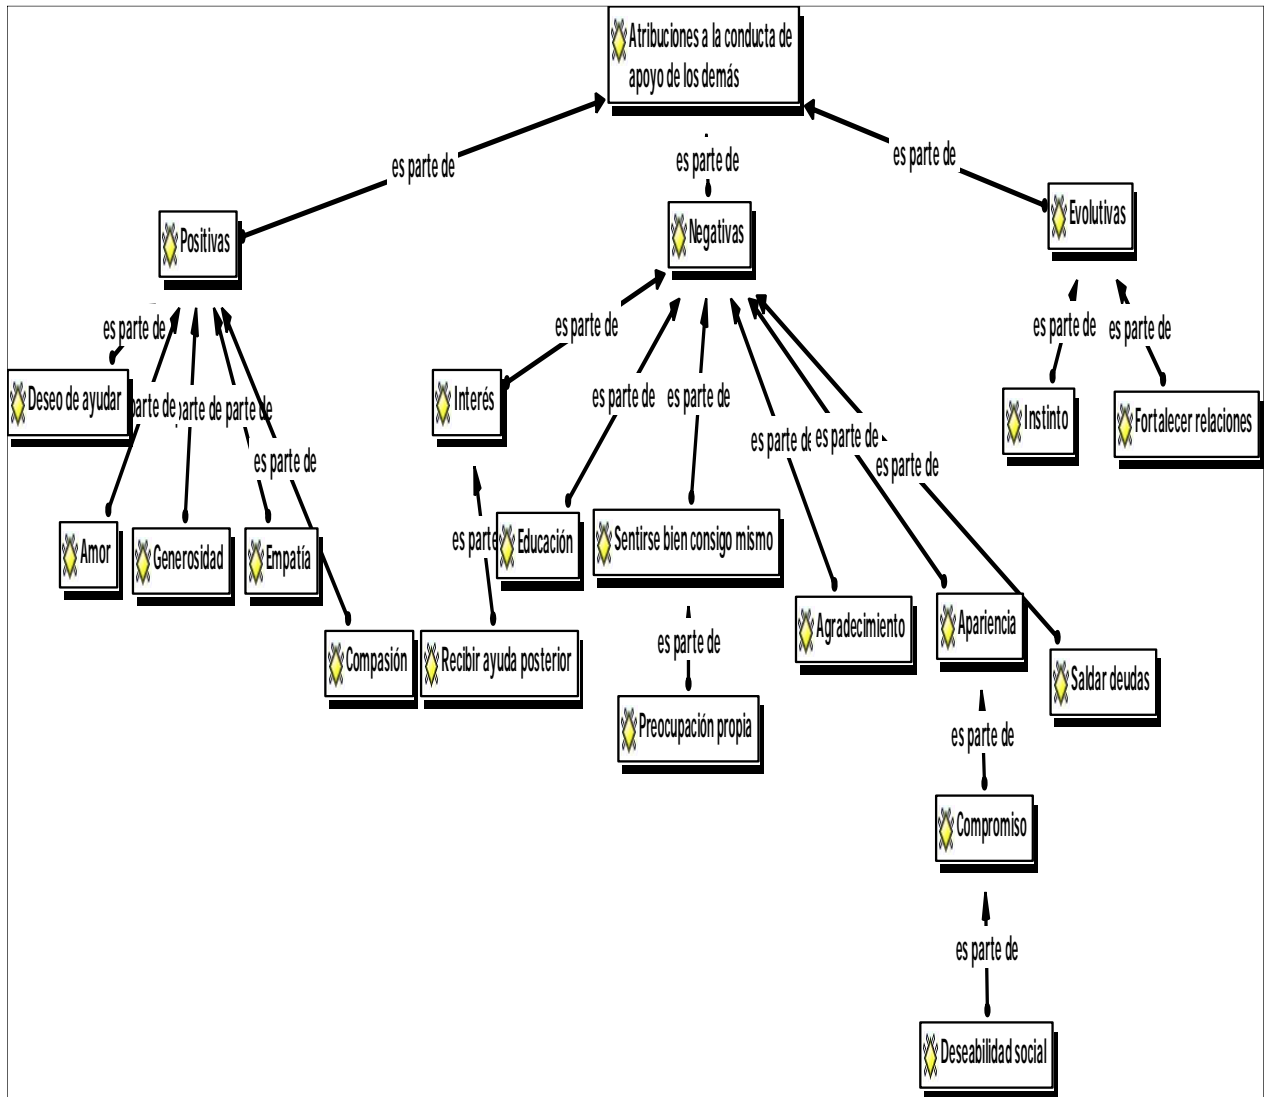 Atribuciones a la conducta de
apoyo de los demás
es parte de
es parte de
es parte de
Positivas
Negativas
Evolutivas
es parte de
es parte de
es parte de
es parte de
Deseo de ayudar
Interés
Instinto
Fortalecer relaciones
parte de
parte de
parte de
es parte de
es parte de
es parte de
es parte de
es parte de
es parte de
es parte
Amor
Generosidad
Empatía
Educación
Sentirse bien consigo mismo
Compasión
Recibir ayuda posterior
es parte de
Agradecimiento
Apariencia
Saldar deudas
Preocupación propia
es parte de
Compromiso
es parte de
Deseabilidad social